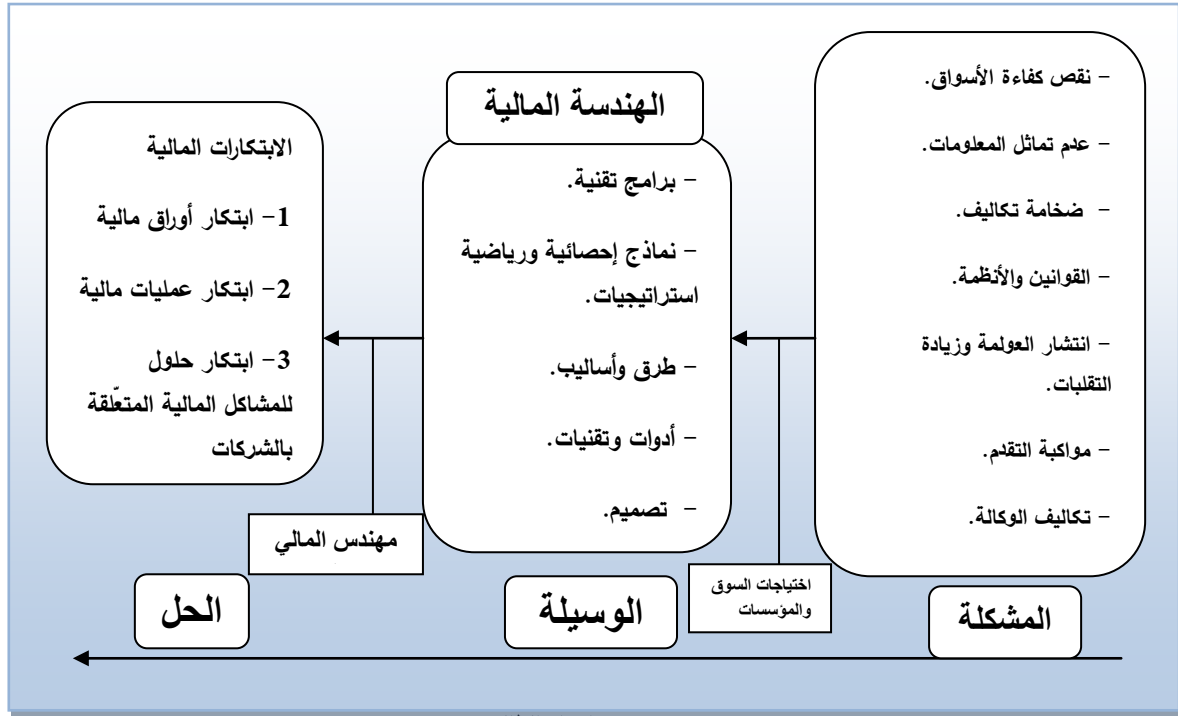 - نقص كفاءة الأسواق.
- عدم تماثل المعلومات.
- ضخامة تكاليف.
- القوانين والأنظمة.
- انتشار العولمة وزيادة
التقلبات.
- مواكبة التقدم.
- تكاليف الوكالة.
المشكلة
اختياجات السوق
والمؤسسات
الهندسة المالية
- برامج تقنية.
- نماذج إحصائية ورياضية
استراتيجيات.
- طرق وأساليب.
- أدوات وتقنيات.
- تصميم.
الوسيلة
مهندس المالي
الابتكارات المالية
1- ابتكار أوراق مالية
2- ابتكار عمليات مالية
3- ابتكار حلول
للمشاكل المالية المتعلّقة
بالشركات
الحل